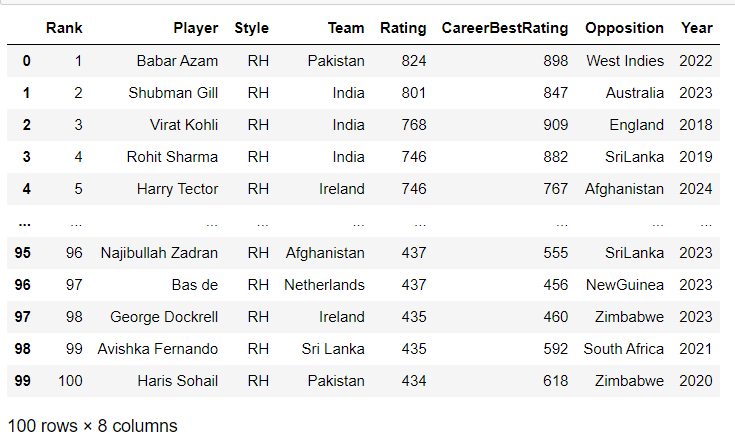 Rank Player Style Team Rating CareerBestRating Opposition Year
0 1 Babar Azam RH Pakistan 824 898 West Indies 2022
1 2 Shubman Gill RH India 801 847 Australia 2023
2 3 Virat Kohli RH India 768 909 England 2018
3 4 Rohit Sharma RH India 746 882 SriLanka 2019
4 5 Harry Tector RH Ireland 746 767 Afghanistan 2024
... ... ... ... ... ... ... ... ...
95 96 Najibullah Zadran RH Afghanistan 437 555 SriLanka 2023
96 97 Bas de RH Netherlands 437 456 NewGuinea 2023
97 98 George Dockrell RH Ireland 435 460 Zimbabwe 2023
98 99 Avishka Fernando RH Sri Lanka 435 592 South Africa 2021
99 100 Haris Sohail RH Pakistan 434 618 Zimbabwe 2020
100 rows × 8 columns